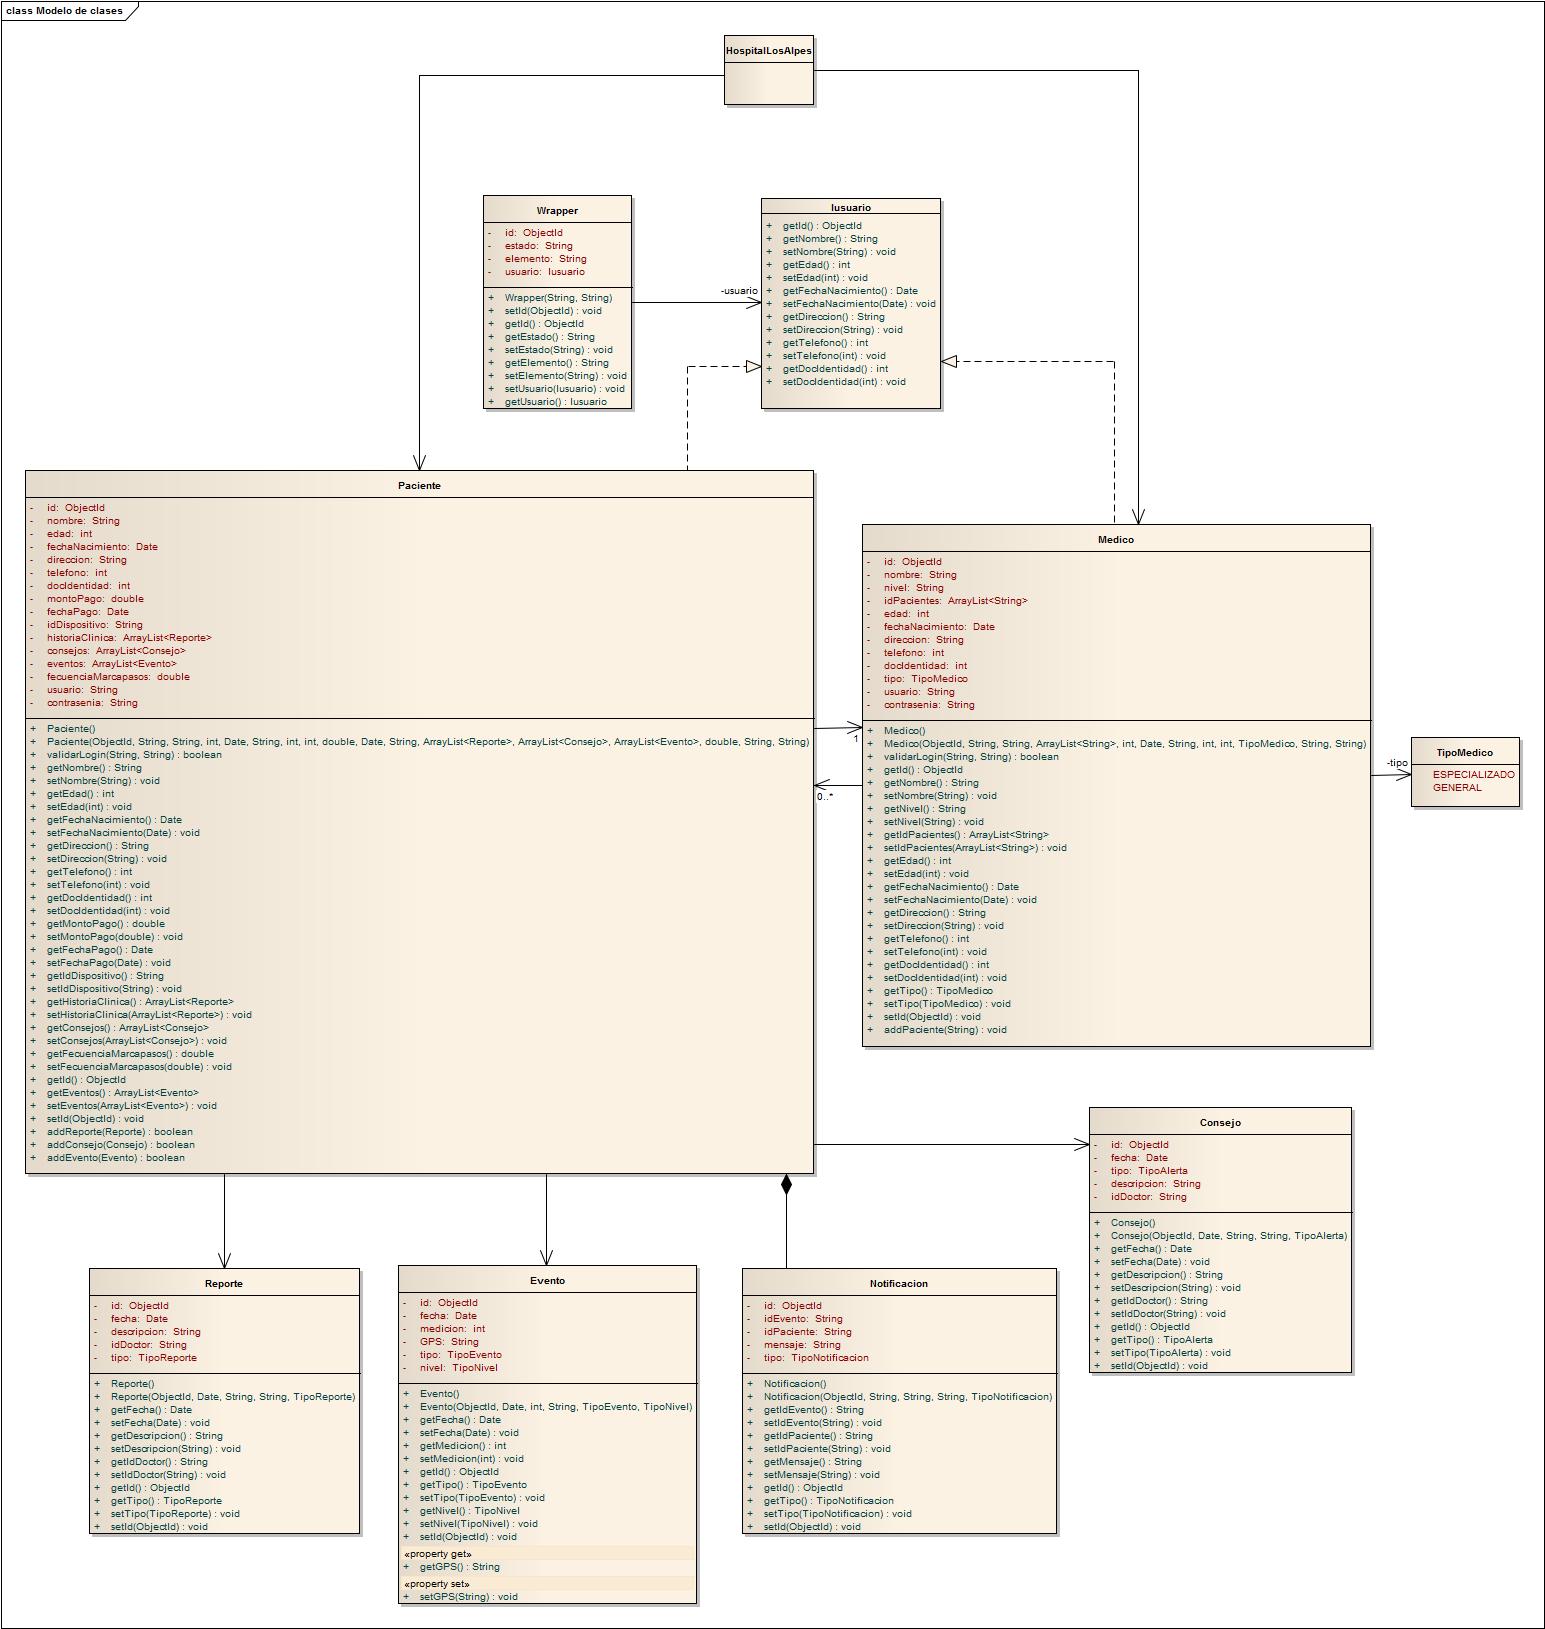 class Modelo de clases
HospitalLosAlpes
Wrapper
- id: ObjectId
- estado: String
- elemento: String
- usuario: Iusuario
+ Wrapper(String, String)
+ setId(ObjectId) : void
+ getId() : ObjectId
+ getEstado() : String
+ setEstado(String) : void
+ getElemento() : String
+ setElemento(String) : void
+ setUsuario(Iusuario) : void
+ getUsuario() : Iusuario
-usuario
Iusuario
+ getId() : ObjectId
+ getNombre() : String
+ setNombre(String) : void
+ getEdad() : int
+ setEdad(int) : void
+ getFechaNacimiento() : Date
+ setFechaNacimiento(Date) : void
+ getDireccion() : String
+ setDireccion(String) : void
+ getTelefono() : int
+ setTelefono(int) : void
+ getDocIdentidad() : int
+ setDocIdentidad(int) : void
Paciente
- id: ObjectId
- nombre: String
- edad: int
- fechaNacimiento: Date
- direccion: String
- telefono: int
- docIdentidad: int
- montoPago: double
- fechaPago: Date
- idDispositivo: String
- historiaClinica: ArrayList<Reporte>
- consejos: ArrayList<Consejo>
- eventos: ArrayList<Evento>
- fecuenciaMarcapasos: double
- usuario: String
- contrasenia: String
+ Paciente()
+ Paciente(ObjectId, String, String, int, Date, String, int, int, double, Date, String, ArrayList<Reporte>, ArrayList<Consejo>, ArrayList<Evento>, double, String, String)
+ validarLogin(String, String) : boolean
+ getNombre() : String
+ setNombre(String) : void
+ getEdad() : int
+ setEdad(int) : void
+ getFechaNacimiento() : Date
+ setFechaNacimiento(Date) : void
+ getDireccion() : String
+ setDireccion(String) : void
+ getTelefono() : int
+ setTelefono(int) : void
+ getDocIdentidad() : int
+ setDocIdentidad(int) : void
+ getMontoPago() : double
+ setMontoPago(double) : void
+ getFechaPago() : Date
+ setFechaPago(Date) : void
+ getIdDispositivo() : String
+ setIdDispositivo(String) : void
+ getHistoriaClinica() : ArrayList<Reporte>
+ setHistoriaClinica(ArrayList<Reporte>) : void
+ getConsejos() : ArrayList<Consejo>
+ setConsejos(ArrayList<Consejo>) : void
+ getFecuenciaMarcapasos() : double
+ setFecuenciaMarcapasos(double) : void
+ getId() : ObjectId
+ getEventos() : ArrayList<Evento>
+ setEventos(ArrayList<Evento>) : void
+ setId(ObjectId) : void
+ addReporte(Reporte) : boolean
+ addConsejo(Consejo) : boolean
+ addEvento(Evento) : boolean
1
0..*
Medico
- id: ObjectId
- nombre: String
- nivel: String
- idPacientes: ArrayList<String>
- edad: int
- fechaNacimiento: Date
- direccion: String
- telefono: int
- docIdentidad: int
- tipo: TipoMedico
- usuario: String
- contrasenia: String
+ Medico()
+ Medico(ObjectId, String, String, ArrayList<String>, int, Date, String, int, int, TipoMedico, String, String)
+ validarLogin(String, String) : boolean
+ getId() : ObjectId
+ getNombre() : String
+ setNombre(String) : void
+ getNivel() : String
+ setNivel(String) : void
+ getIdPacientes() : ArrayList<String>
+ setIdPacientes(ArrayList<String>) : void
+ getEdad() : int
+ setEdad(int) : void
+ getFechaNacimiento() : Date
+ setFechaNacimiento(Date) : void
+ getDireccion() : String
+ setDireccion(String) : void
+ getTelefono() : int
+ setTelefono(int) : void
+ getDocIdentidad() : int
+ setDocIdentidad(int) : void
+ getTipo() : TipoMedico
+ setTipo(TipoMedico) : void
+ setId(ObjectId) : void
+ addPaciente(String) : void
-tipo
TipoMedico
ESPECIALIZADO
GENERAL
Consejo
- id: ObjectId
- fecha: Date
- tipo: TipoAlerta
- descripcion: String
- idDoctor: String
+ Consejo()
+ Consejo(ObjectId, Date, String, String, TipoAlerta)
+ getFecha() : Date
+ setFecha(Date) : void
+ getDescripcion() : String
+ setDescripcion(String) : void
+ getIdDoctor() : String
+ setIdDoctor(String) : void
+ getId() : ObjectId
+ getTipo() : TipoAlerta
+ setTipo(TipoAlerta) : void
+ setId(ObjectId) : void
Reporte
- id: ObjectId
- fecha: Date
- descripcion: String
- idDoctor: String
- tipo: TipoReporte
+ Reporte()
+ Reporte(ObjectId, Date, String, String, TipoReporte)
+ getFecha() : Date
+ setFecha(Date) : void
+ getDescripcion() : String
+ setDescripcion(String) : void
+ getIdDoctor() : String
+ setIdDoctor(String) : void
+ getId() : ObjectId
+ getTipo() : TipoReporte
+ setTipo(TipoReporte) : void
+ setId(ObjectId) : void
Evento
- id: ObjectId
- fecha: Date
- medicion: int
- GPS: String
- tipo: TipoEvento
- nivel: TipoNivel
+ Evento()
+ Evento(ObjectId, Date, int, String, TipoEvento, TipoNivel)
+ getFecha() : Date
+ setFecha(Date) : void
+ getMedicion() : int
+ setMedicion(int) : void
+ getId() : ObjectId
+ getTipo() : TipoEvento
+ setTipo(TipoEvento) : void
+ getNivel() : TipoNivel
+ setNivel(TipoNivel) : void
+ setId(ObjectId) : void
«property get»
+ getGPS() : String
«property set»
+ setGPS(String) : void
Notificacion
- id: ObjectId
- idEvento: String
- idPaciente: String
- mensaje: String
- tipo: TipoNotificacion
+ Notificacion()
+ Notificacion(ObjectId, String, String, String, TipoNotificacion)
+ getIdEvento() : String
+ setIdEvento(String) : void
+ getIdPaciente() : String
+ setIdPaciente(String) : void
+ getMensaje() : String
+ setMensaje(String) : void
+ getId() : ObjectId
+ getTipo() : TipoNotificacion
+ setTipo(TipoNotificacion) : void
+ setId(ObjectId) : void